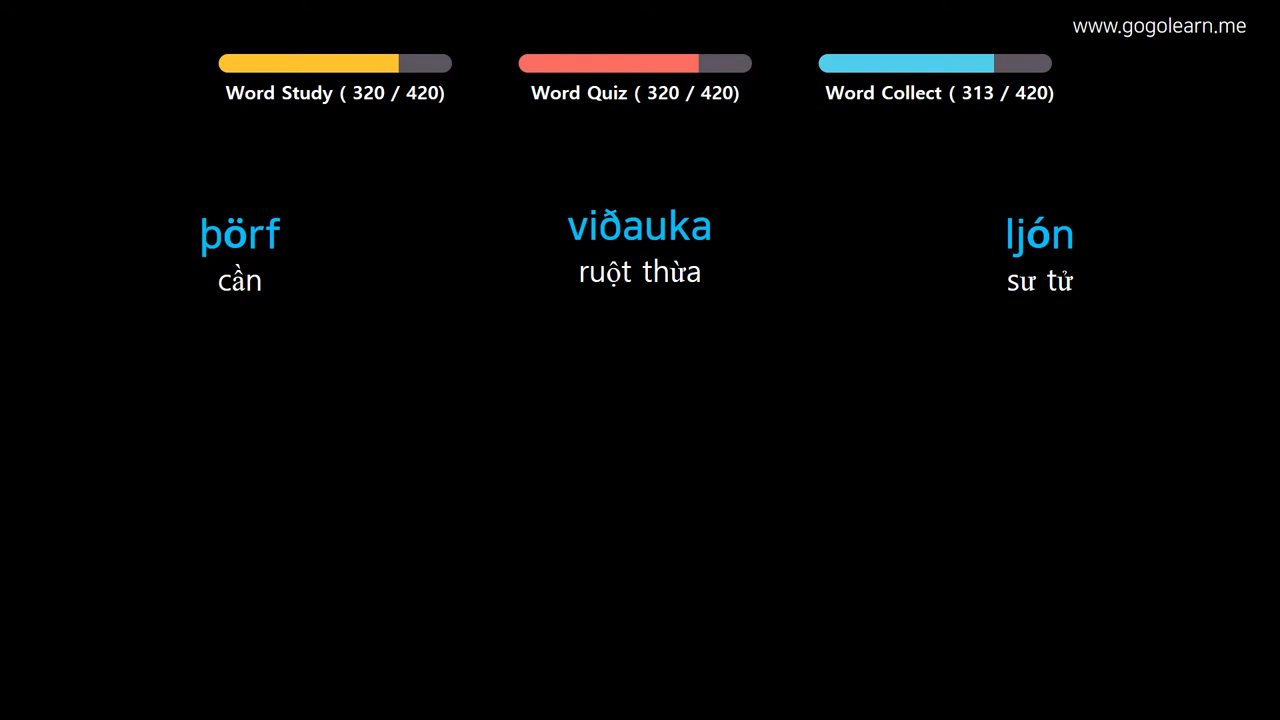 www.gogolearn.me
Word Study ( 320 / 420)
Word Quiz ( 320 / 420)
Word Collect ( 313 / 420)
þörf
cần
viðauka
ruột thừa
ljón
sư tử